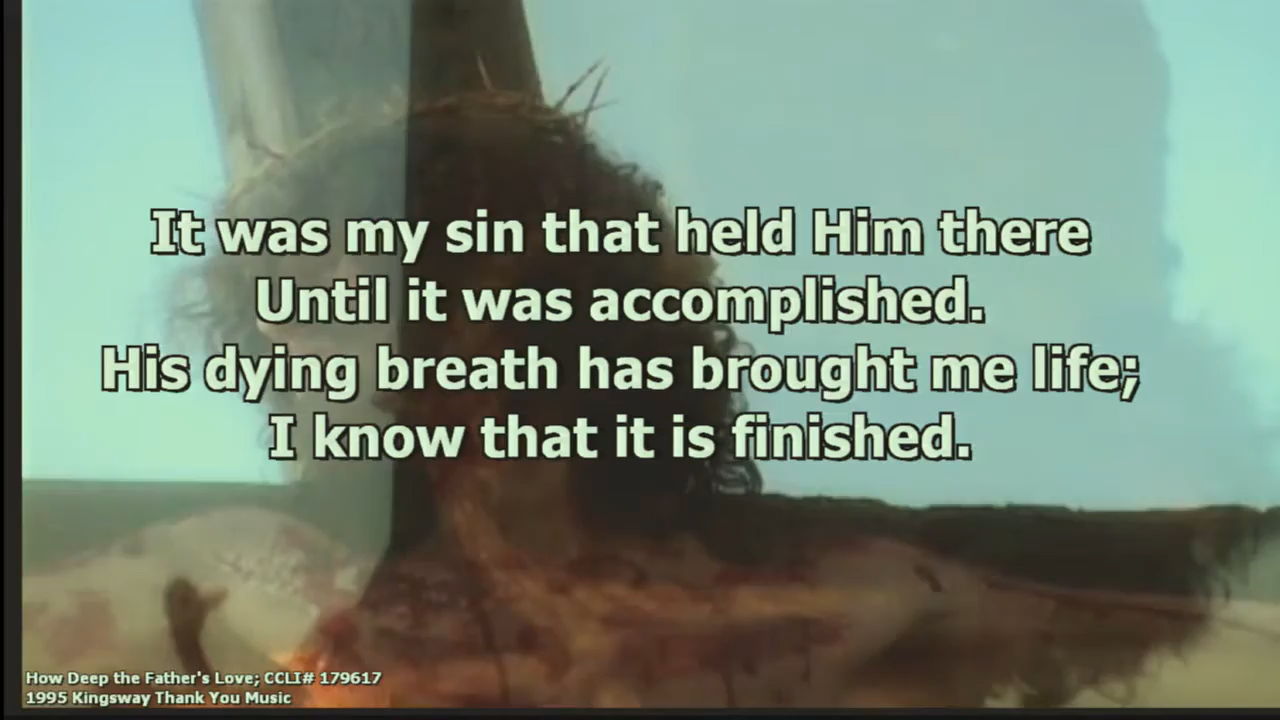 It was my sin that held Him there
Until it was accomplished.
His dying breath has brought me life;
I know that it is finished.
How Deep the Father's Love; CCLI# 179617
1995 Kingsway Thank You Music